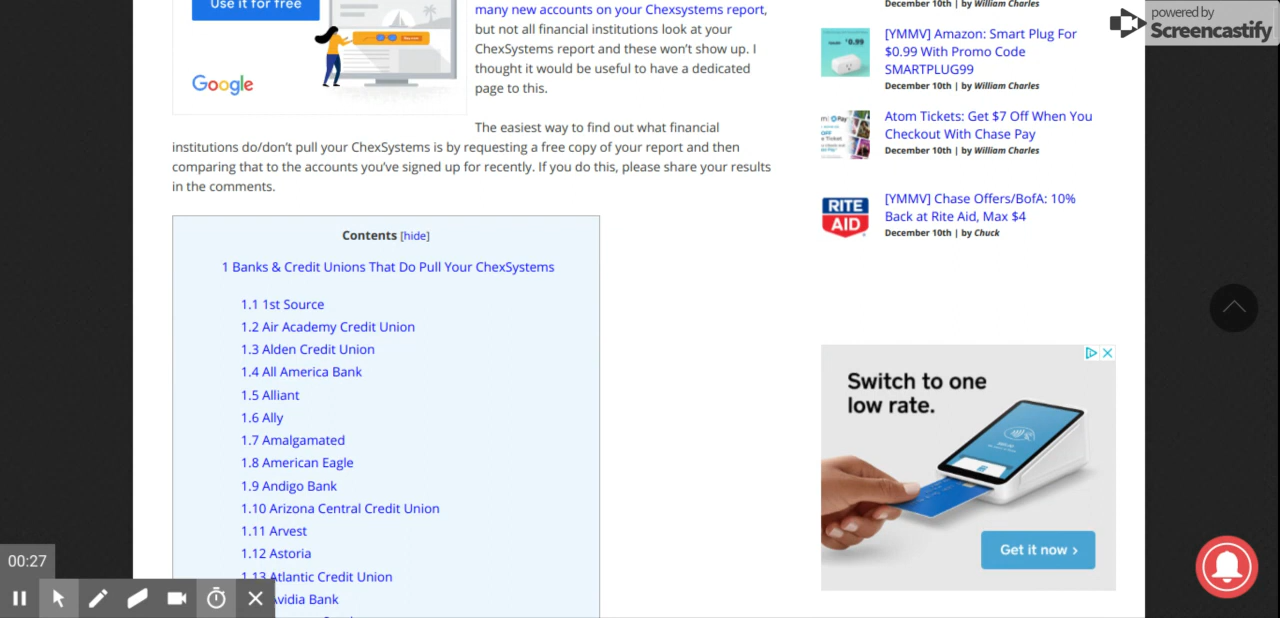 Use it for free
Google
many new accounts on your Chexsystems report,
but not all financial institutions look at your
ChexSystems report and these won't show up. I
thought it would be useful to have a dedicated
page to this.
The easiest way to find out what financial
institutions do/don't pull your ChexSystems is by requesting a free copy of your report and then
comparing that to the accounts you've signed up for recently. If you do this, please share your results
in the comments.
Contents [hide]
1 Banks & Credit Unions That Do Pull Your ChexSystems
1.1 1st Source
1.2 Air Academy Credit Union
1.3 Alden Credit Union
1.4 All America Bank
1.5 Alliant
1.6 Ally
1.7 Amalgamated
1.8 American Eagle
1.9 Andigo Bank
1.10 Arizona Central Credit Union
1.11 Arvest
1.12 Astoria
1.13 Atlantic Credit Union
Avidia Bank
00:27
December 10th | by William Charles
[YMMV] Amazon: Smart Plug For
$0.99 With Promo Code
SMARTPLUG99
December 10th | by William Charles
Atom Tickets: Get $7 Off When You
Checkout With Chase Pay
December 10th | by William Charles
RITE
AID
[YMMV] Chase Offers/BofA: 10%
Back at Rite Aid, Max $4
December 10th | by Chuck
Switch to one
low rate.
Get it now >
powered by
Screencastify